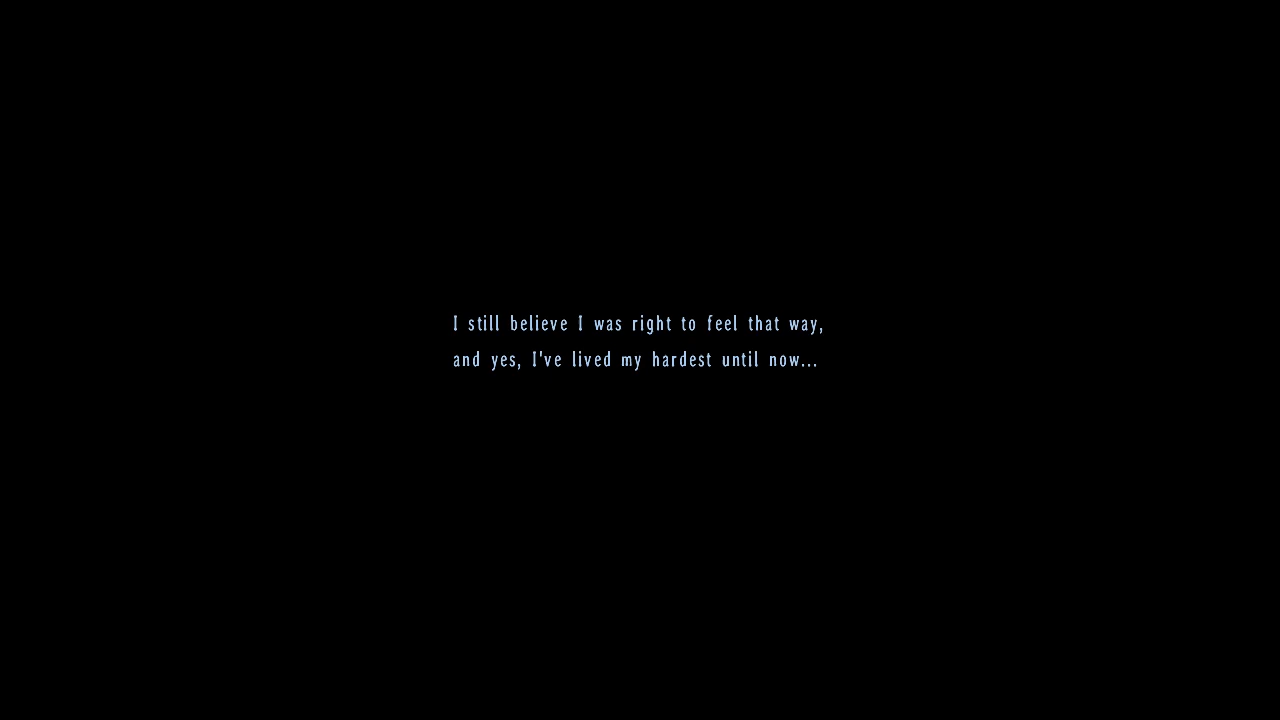 I still believe I was right to feel that way,
and yes, I've lived my hardest until now...